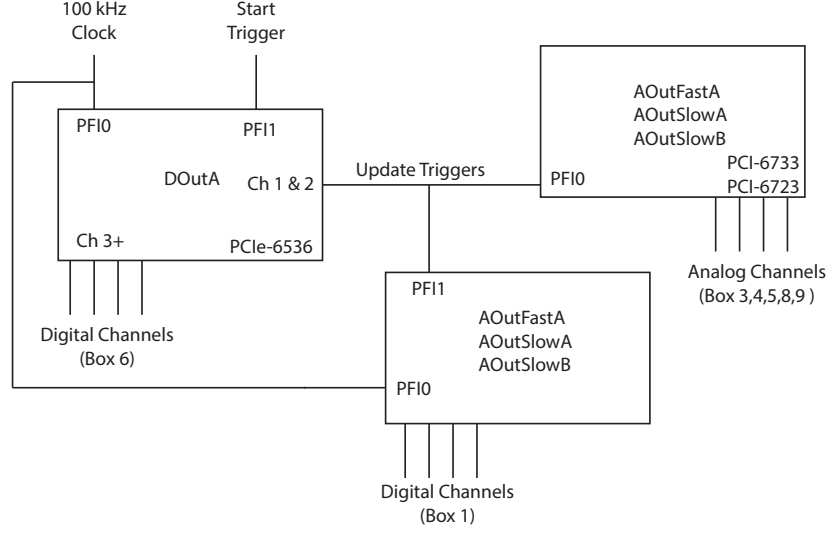 100 kHz
Clock
Start
Trigger
PFI0
PFI1
DOutA
Ch 1 & 2
Ch 3+
PCIe-6536
Digital Channels
(Box 6)
Update Triggers
AOutFastA
AOutSlowA
AOutSlowB
PCI-6733
PCI-6723
PFI0
Analog Channels
(Box 3,4,5,8,9 )
PFI1
AOutFastA
AOutSlowA
AOutSlowB
PFI0
Digital Channels
(Box 1)